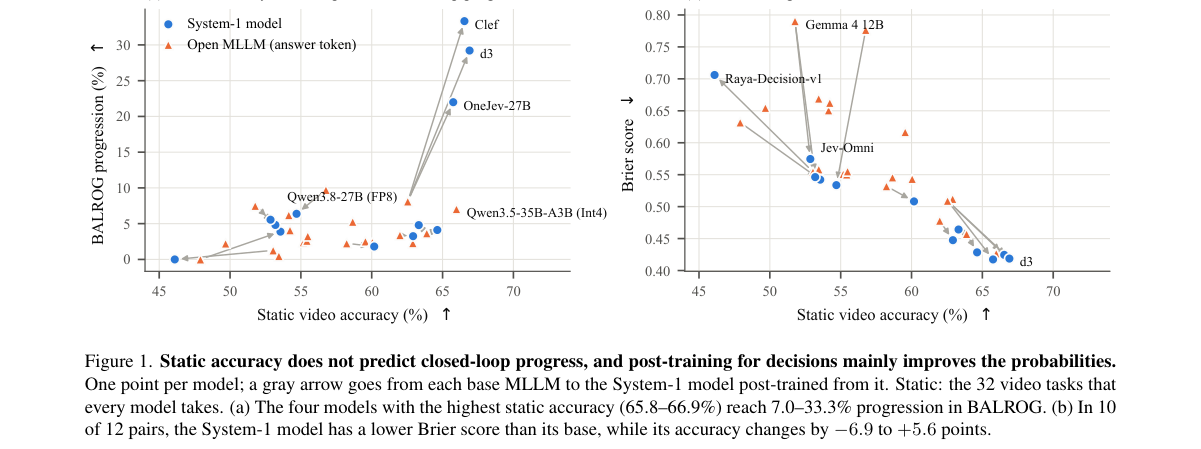 System-1 model
Open MLLM (answer token)
Clef
d3
OneJev-27B
Qwen3.8-27B (FP8)
Qwen3.5-35B-A3B (Int4)
BALROG progression (%) ↑
30
25
20
15
10
5
0
45 50 55 60 65 70
Static video accuracy (%) ↑
Gemma 4 12B
Raya-Decision-v1
Jev-Omni
d3
Brier score ↓
0.80
0.75
0.70
0.65
0.60
0.55
0.50
0.45
0.40
45 50 55 60 65 70
Static video accuracy (%) ↑
Figure 1. Static accuracy does not predict closed-loop progress, and post-training for decisions mainly improves the probabilities.
One point per model; a gray arrow goes from each base MLLM to the System-1 model post-trained from it. Static: the 32 video tasks that
every model takes. (a) The four models with the highest static accuracy (65.8–66.9%) reach 7.0–33.3% progression in BALROG. (b) In 10
of 12 pairs, the System-1 model has a lower Brier score than its base, while its accuracy changes by −6.9 to +5.6 points.